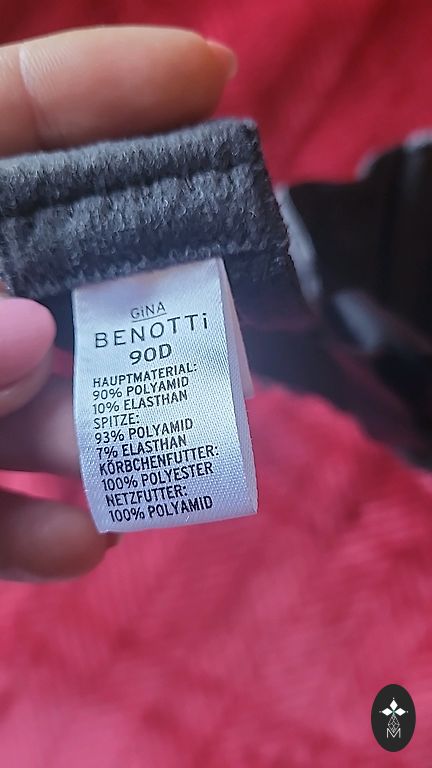 GiNA
BENOTTi
90D
HAUPTMATERIAL:
90% POLYAMID
10% ELASTHAN
SPITZE:
93% POLYAMID
7% ELASTHAN
KÖRBCHENFUTTER:
100% POLYESTER
NETZFUTTER:
100% POLYAMID
M